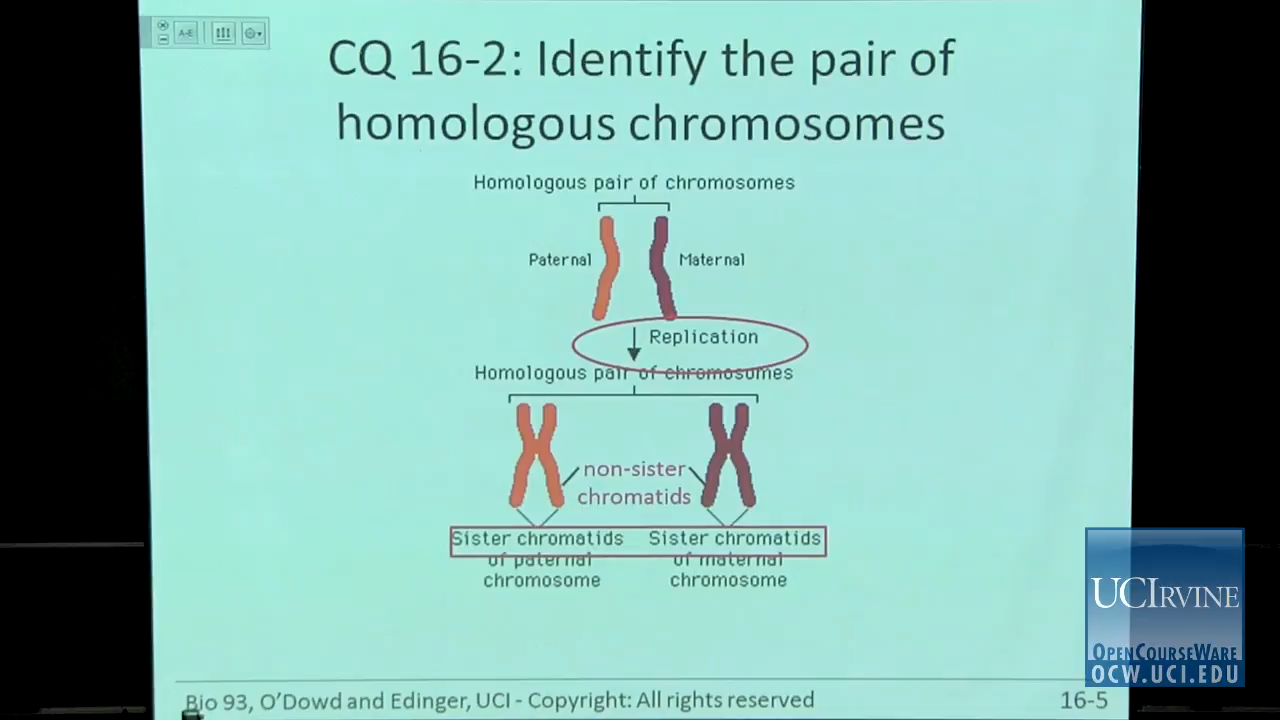 A-E
CQ 16-2: Identify the pair of
homologous chromosomes
Homologous pair of chromosomes
Paternal
Maternal
Replication
Homologous pair of chromosomes
non-sister
chromatids
Sister chromatids
of paternal
chromosome
Sister chromatids
of maternal
chromosome
UCIRVINE
OPENCOURSEWARE
OCW.UCI.EDU
Bio 93, O'Dowd and Edinger, UCI - Copyright: All rights reserved
16-5